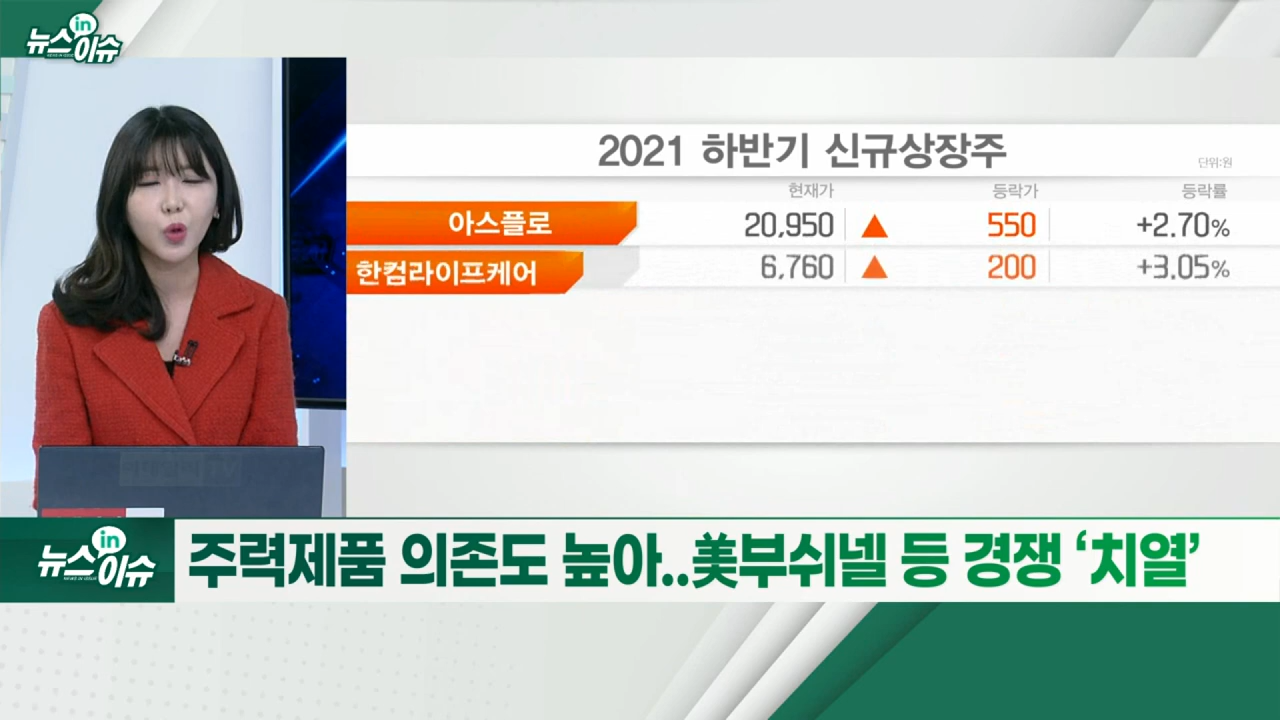 뉴스in이슈
2021 하반기 신규상장주
단위:원
현재가 등락가 등락률
아스플로 20,950 ▲ 550 +2.70%
한컴라이프케어 6,760 ▲ 200 +3.05%
뉴스in이슈
NEWS IN ISSUE
주력제품 의존도 높아..美부쉬넬 등 경쟁 ‘치열’